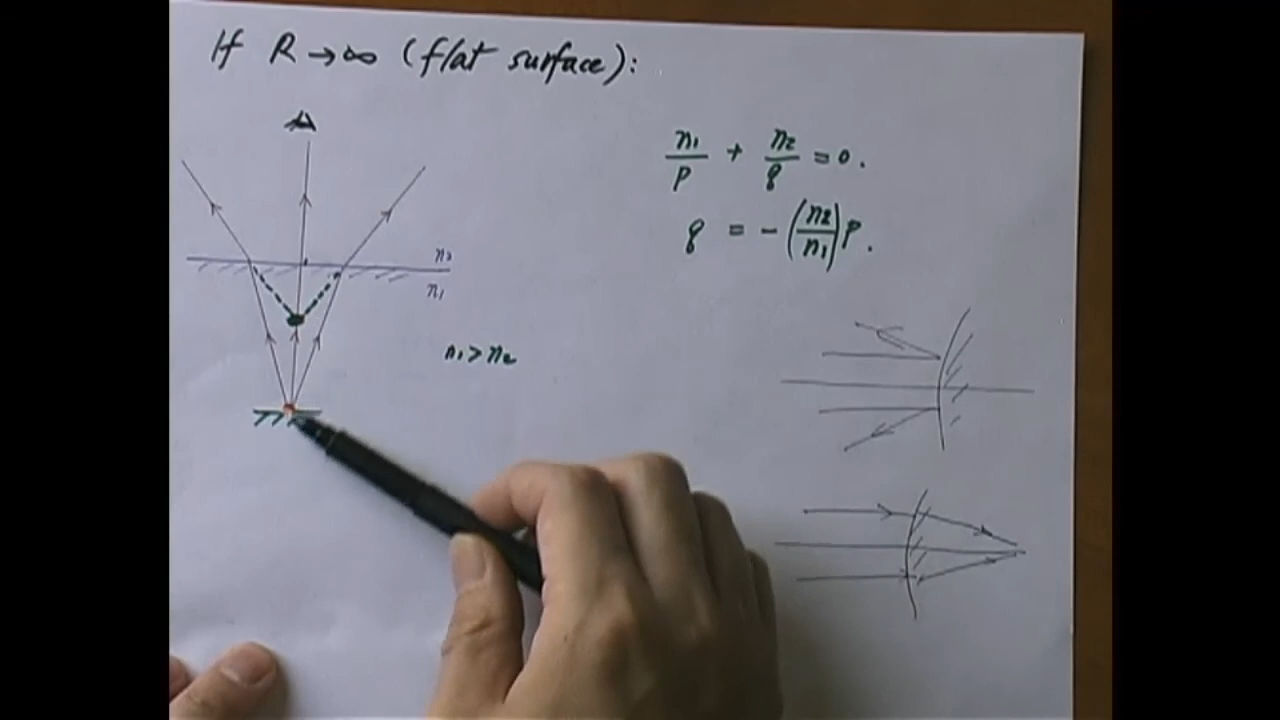 If R → ∞ (flat surface):
n₁/p + n₂/q = 0.
q = -(n₂/n₁)p.
n₂
n₁
n₁ > n₂